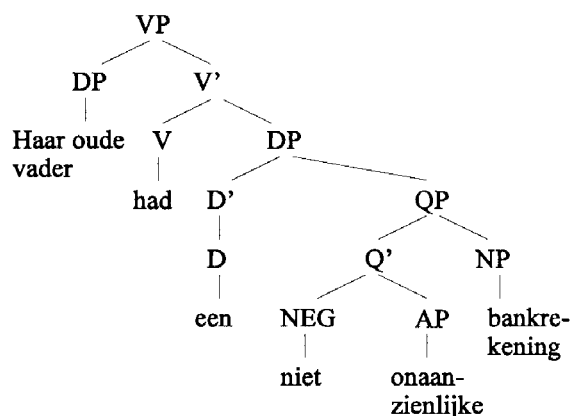 VP
DP V’
Haar oude V DP
vader
had D’ QP
D Q’ NP
een NEG AP bankre-
kening
niet onaan-
zienlijke